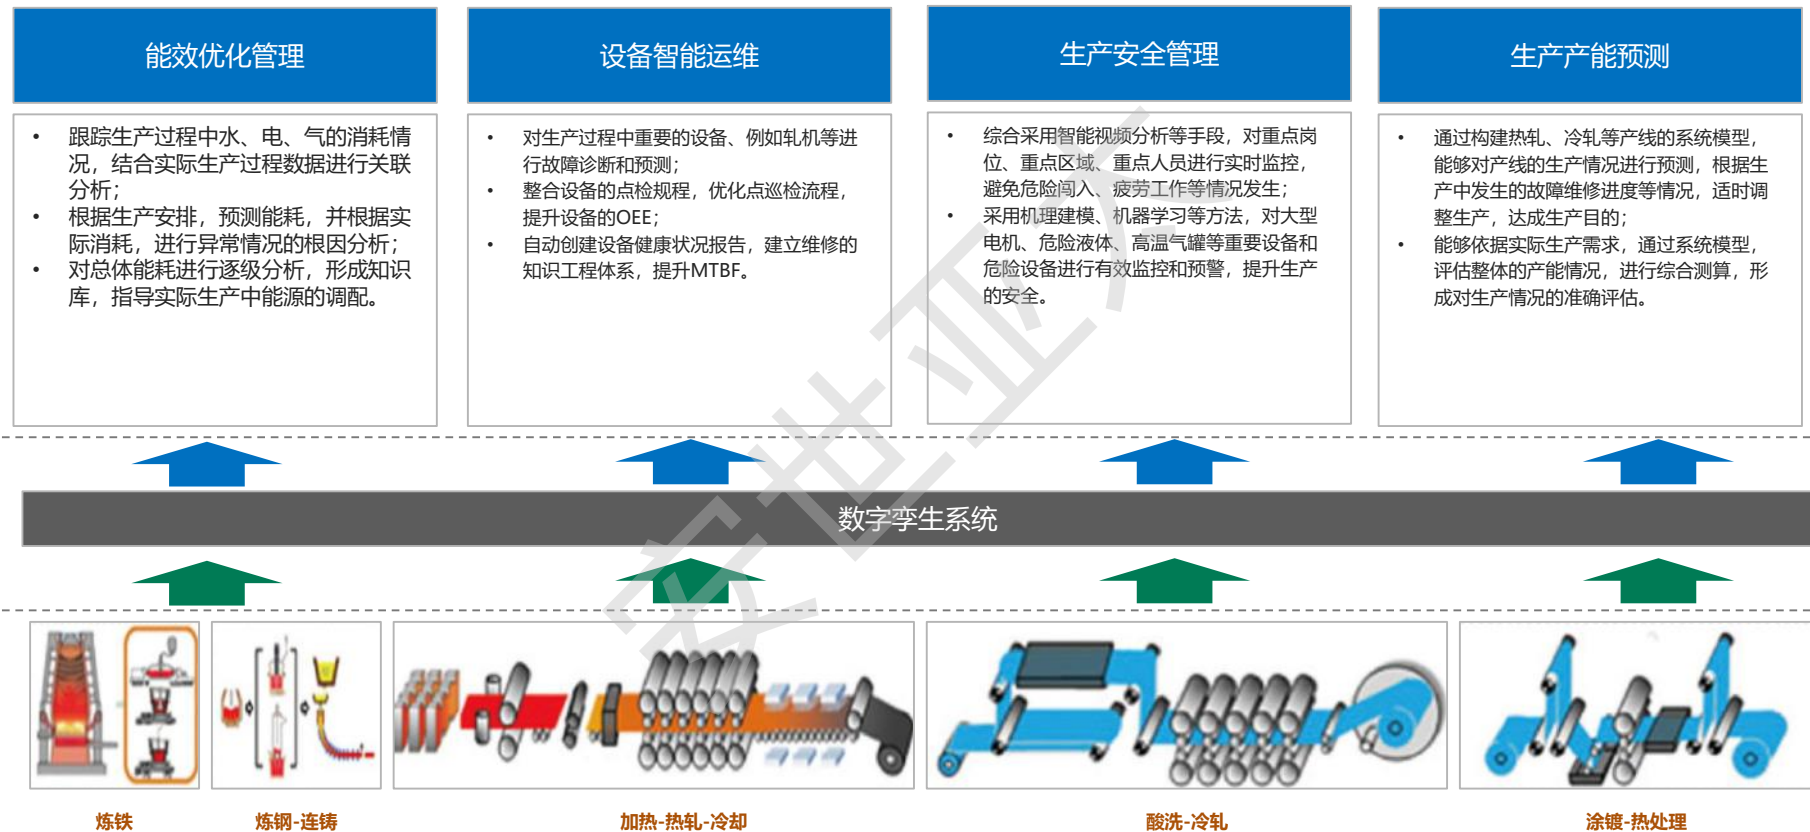 能效优化管理
设备智能运维
生产安全管理
生产产能预测
• 跟踪生产过程中水、电、气的消耗情
况，结合实际生产过程数据进行关联
分析；
• 根据生产安排，预测能耗，并根据实
际消耗，进行异常情况的根因分析；
• 对总体能耗进行逐级分析，形成知识
库，指导实际生产中能源的调配。
• 对生产过程中重要的设备、例如轧机等进
行故障诊断和预测；
• 整合设备的点检规程，优化点巡检流程，
提升设备的OEE；
• 自动创建设备健康状况报告，建立维修的
知识工程体系，提升MTBF。
• 综合采用智能视频分析等手段，对重点岗
位、重点区域、重点人员进行实时监控，
避免危险闯入、疲劳工作等情况发生；
• 采用机理建模、机器学习等方法，对大型
电机、危险液体、高温气罐等重要设备和
危险设备进行有效监控和预警，提升生产
的安全。
• 通过构建热轧、冷轧等产线的系统模型，
能够对产线的生产情况进行预测，根据生
产中发生的故障维修进度等情况，适时调
整生产，达成生产目的；
• 能够依据实际生产需求，通过系统模型，
评估整体的产能情况，进行综合测算，形
成对生产情况的准确评估。
数字孪生系统
安世亚太
炼铁
炼钢-连铸
加热-热轧-冷却
酸洗-冷轧
涂镀-热处理